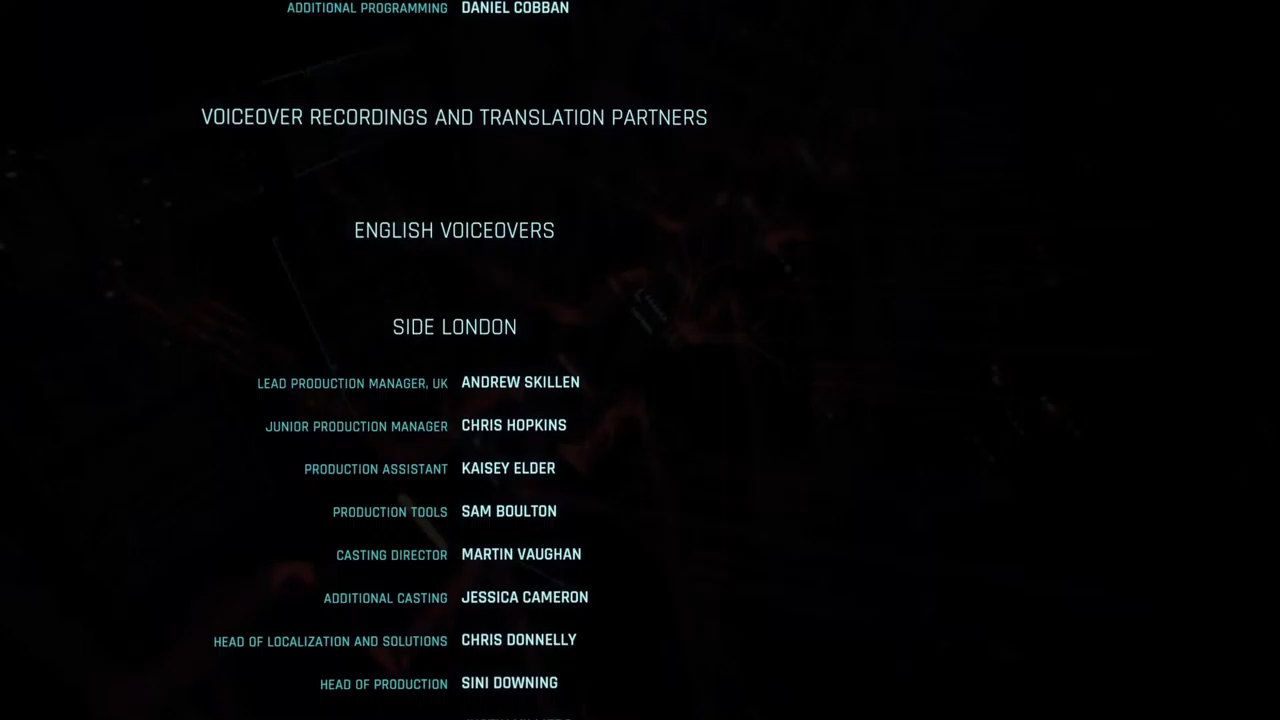 ADDITIONAL PROGRAMMING DANIEL COBBAN
VOICEOVER RECORDINGS AND TRANSLATION PARTNERS
ENGLISH VOICEOVERS
SIDE LONDON
LEAD PRODUCTION MANAGER, UK ANDREW SKILLEN
JUNIOR PRODUCTION MANAGER CHRIS HOPKINS
PRODUCTION ASSISTANT KAISEY ELDER
PRODUCTION TOOLS SAM BOULTON
CASTING DIRECTOR MARTIN VAUGHAN
ADDITIONAL CASTING JESSICA CAMERON
HEAD OF LOCALIZATION AND SOLUTIONS CHRIS DONNELLY
HEAD OF PRODUCTION SINI DOWNING